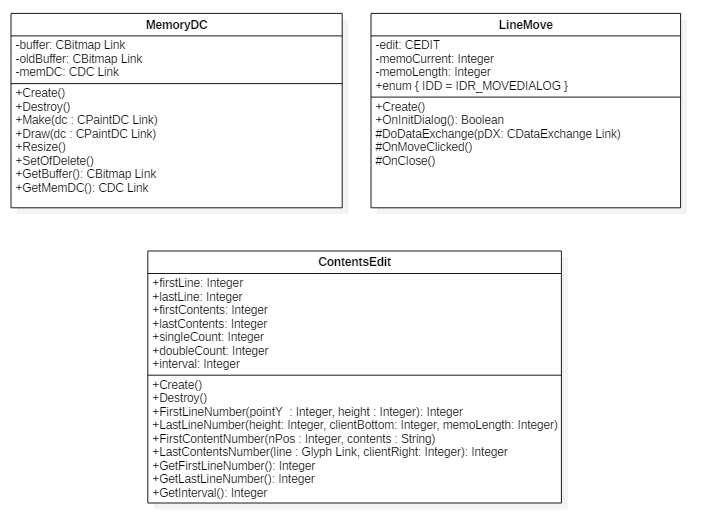 MemoryDC
-buffer: CBitmap Link
-oldBuffer: CBitmap Link
-memDC: CDC Link
+Create()
+Destroy()
+Make(dc : CPaintDC Link)
+Draw(dc : CPaintDC Link)
+Resize()
+SetOfDelete()
+GetBuffer(): CBitmap Link
+GetMemDC(): CDC Link
LineMove
-edit: CEDIT
-memoCurrent: Integer
-memoLength: Integer
+enum { IDD = IDR_MOVEDIALOG }
+Create()
+OnInitDialog(): Boolean
#DoDataExchange(pDX: CDataExchange Link)
#OnMoveClicked()
#OnClose()
ContentsEdit
+firstLine: Integer
+lastLine: Integer
+firstContents: Integer
+lastContents: Integer
+singleCount: Integer
+doubleCount: Integer
+interval: Integer
+Create()
+Destroy()
+FirstLineNumber(pointY  : Integer, height : Integer): Integer
+LastLineNumber(height: Integer, clientBottom: Integer, memoLength: Integer)
+FirstContentNumber(nPos : Integer, contents : String)
+LastContentsNumber(line : Glyph Link, clientRight: Integer): Integer
+GetFirstLineNumber(): Integer
+GetLastLineNumber(): Integer
+GetInterval(): Integer